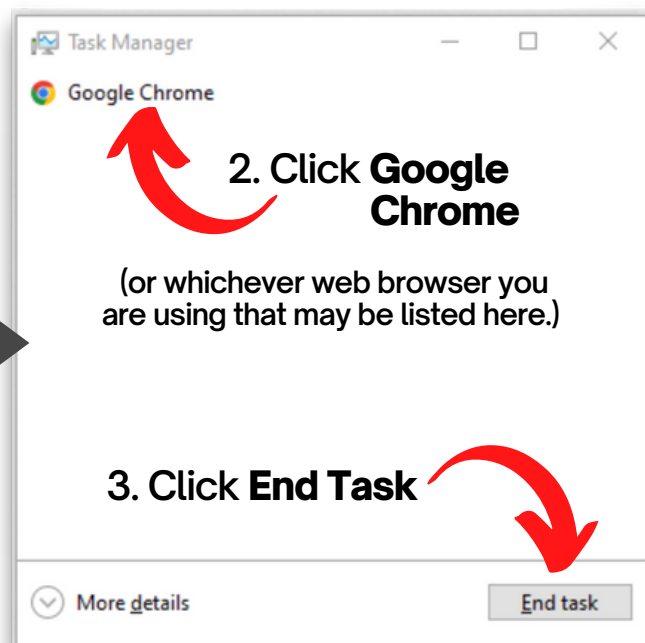 Task Manager
Google Chrome
2. Click Google
Chrome
(or whichever web browser you
are using that may be listed here.)
3. Click End Task
More details
End task